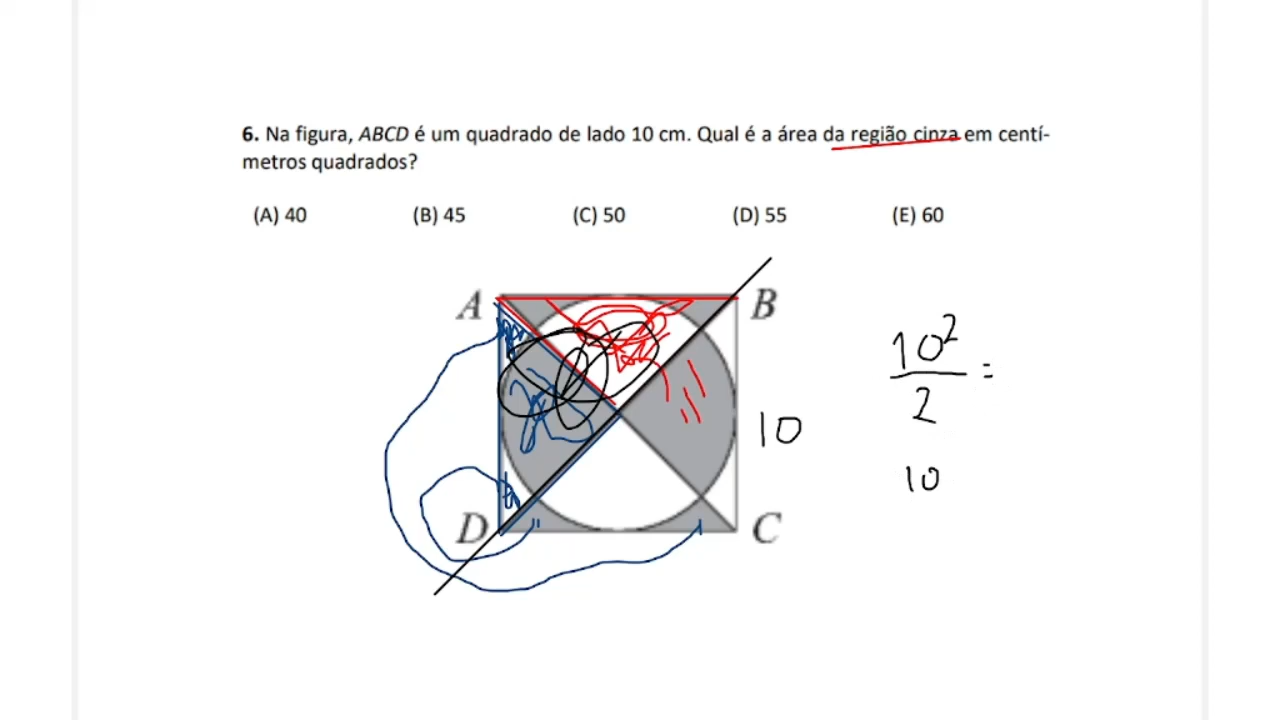 6. Na figura, ABCD é um quadrado de lado 10 cm. Qual é a área da região cinza em centí-
metros quadrados?
(A) 40 (B) 45 (C) 50 (D) 55 (E) 60
A B
10² =
2
10
10
D C